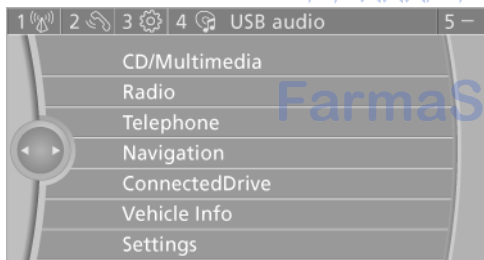 1 2 3 4 USB audio 5
CD/Multimedia
Radio
FarmaS
Telephone
Navigation
ConnectedDrive
Vehicle Info
Settings